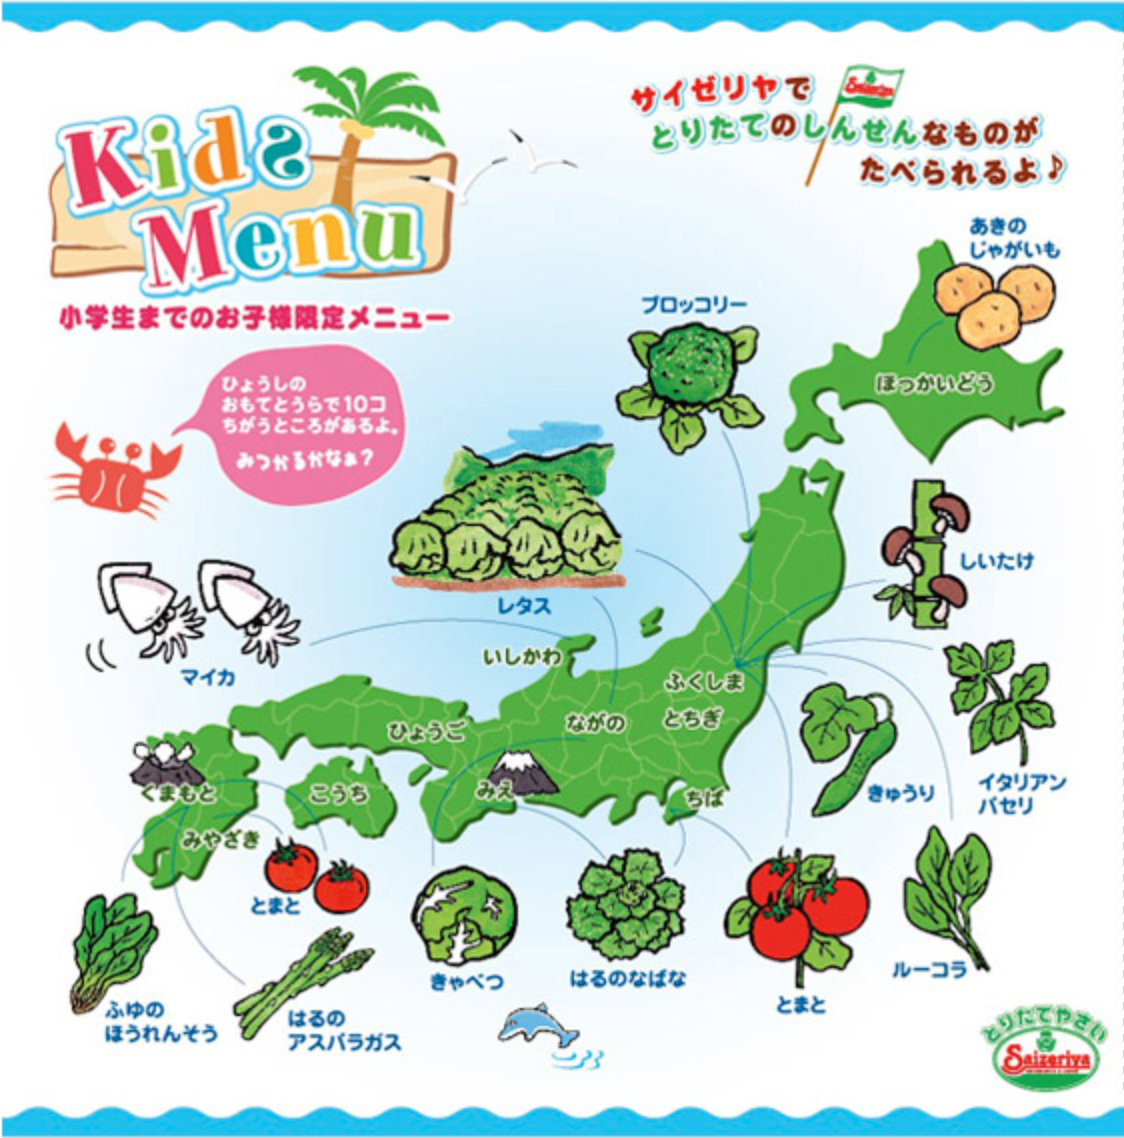 Kids
Menu
小学生までのお子様限定メニュー
サイゼリヤで
Saizeriya
とりたてのしんせんなものが
たべられるよ♪
ひょうしの
おもてとうらで10コ
ちがうところがあるよ。
みつかるかなぁ?
あきの
じゃがいも
ブロッコリー
ほっかいどう
しいたけ
レタス
マイカ
いしかわ
ふくしま
とちぎ
ながの
ひょうご
みえ
ちば
くまもと
こうち
みやざき
イタリアン
パセリ
きゅうり
とまと
きゃべつ
はるのなばな
とまと
ルーコラ
ふゆの
ほうれんそう
はるの
アスパラガス
とりたてやさい
Saizeriya